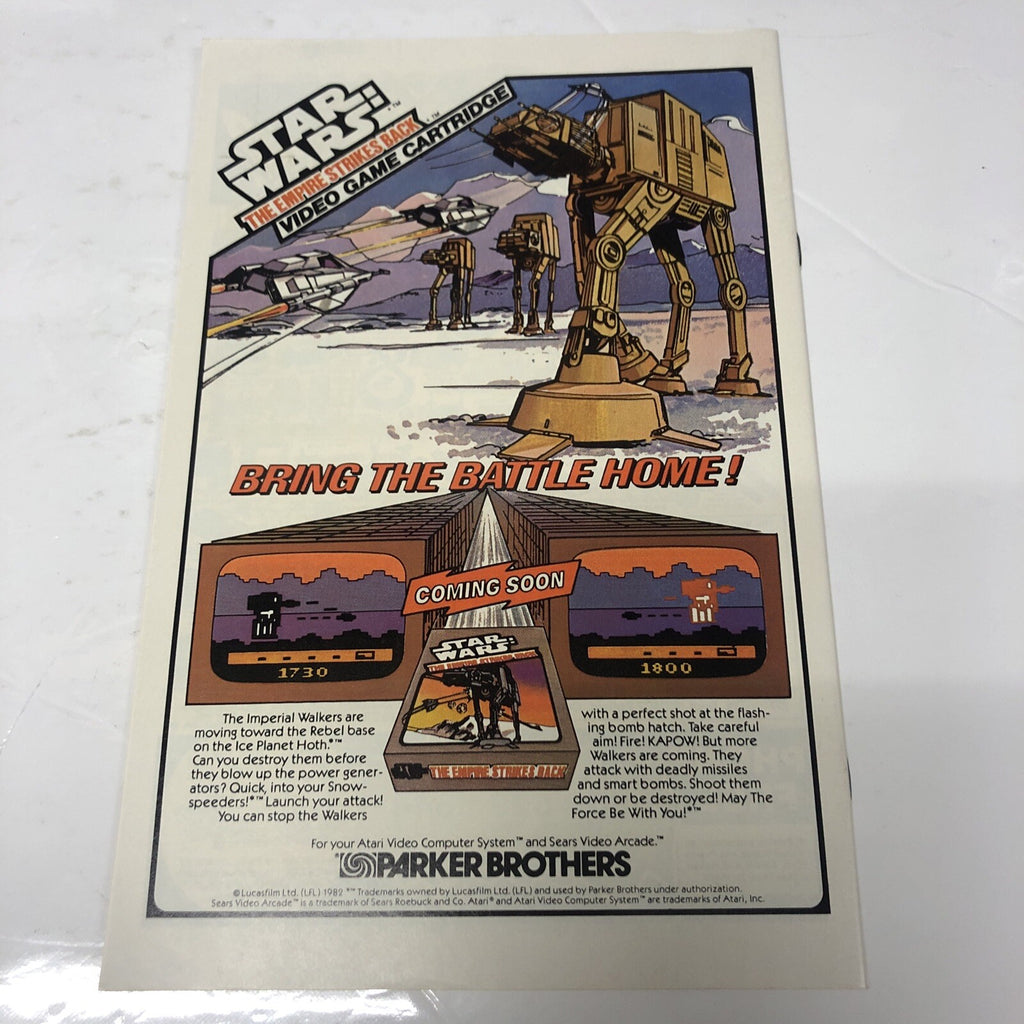 STAR
WARS:™
THE EMPIRE STRIKES BACK™
VIDEO GAME CARTRIDGE
BRING THE BATTLE HOME!
COMING SOON
1730
1800
STAR
WARS:
THE EMPIRE STRIKES BACK
STAR WARS THE EMPIRE STRIKES BACK
The Imperial Walkers are
moving toward the Rebel base
on the Ice Planet Hoth.®™
Can you destroy them before
they blow up the power gener-
ators? Quick, into your Snow-
speeders!®™ Launch your attack!
You can stop the Walkers
with a perfect shot at the flash-
ing bomb hatch. Take careful
aim! Fire! KAPOW! But more
Walkers are coming. They
attack with deadly missiles
and smart bombs. Shoot them
down or be destroyed! May The
Force Be With You!®™
For your Atari Video Computer System™ and Sears Video Arcade.™
PARKER BROTHERS
©Lucasfilm Ltd. (LFL) 1982 ®™ Trademarks owned by Lucasfilm Ltd. (LFL) and used by Parker Brothers under authorization.
Sears Video Arcade™ is a trademark of Sears Roebuck and Co. Atari® and Atari Video Computer System™ are trademarks of Atari, Inc.